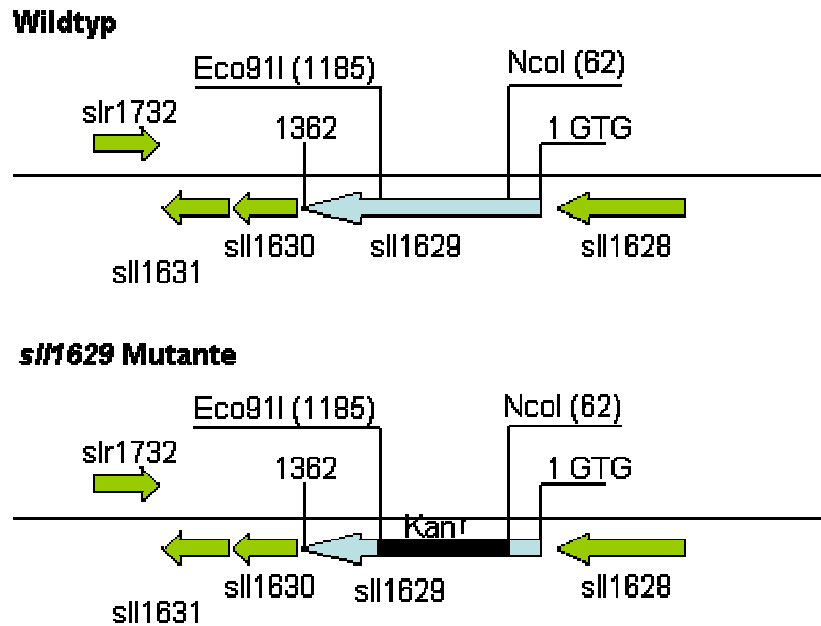 Wildtyp
Eco91I (1185)
NcoI (62)
slr1732
1362
1 GTG
sll1630
sll1629
sll1628
sll1631
sll1629 Mutante
Eco91I (1185)
NcoI (62)
slr1732
1362
1 GTG
Kanʳ
sll1630
sll1629
sll1628
sll1631